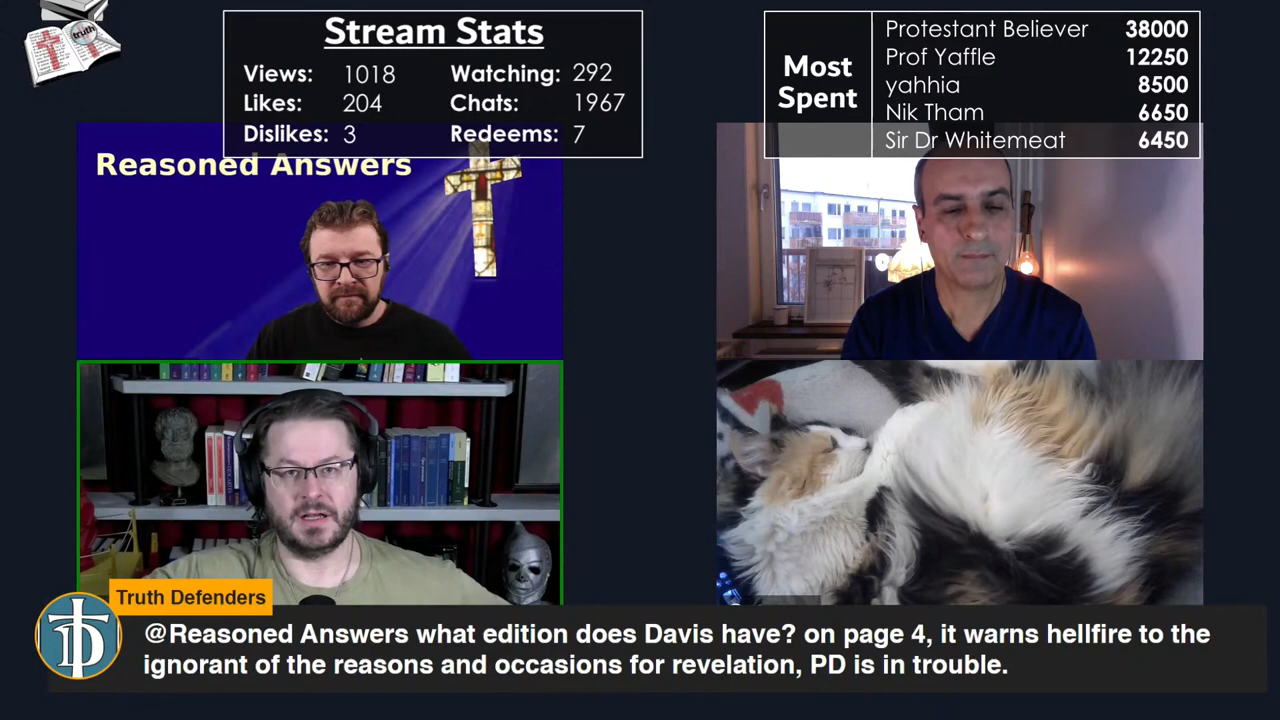 truth
Stream Stats
Views: 1018 Watching: 292
Likes: 204 Chats: 1967
Dislikes: 3 Redeems: 7
Most
Spent
Protestant Believer 38000
Prof Yaffle 12250
yahhia 8500
Nik Tham 6650
Sir Dr Whitemeat 6450
Reasoned Answers
Truth Defenders
@Reasoned Answers what edition does Davis have? on page 4, it warns hellfire to the
ignorant of the reasons and occasions for revelation, PD is in trouble.